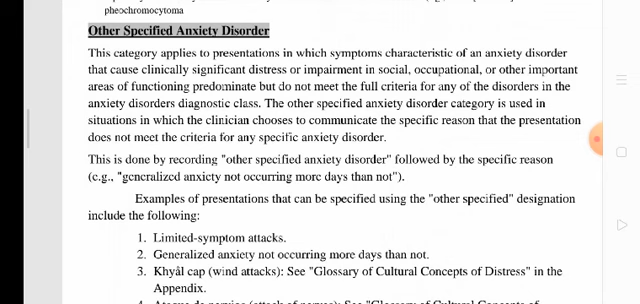 pheochromocytoma
Other Specified Anxiety Disorder
This category applies to presentations in which symptoms characteristic of an anxiety disorder
that cause clinically significant distress or impairment in social, occupational, or other important
areas of functioning predominate but do not meet the full criteria for any of the disorders in the
anxiety disorders diagnostic class. The other specified anxiety disorder category is used in
situations in which the clinician chooses to communicate the specific reason that the presentation
does not meet the criteria for any specific anxiety disorder.
This is done by recording "other specified anxiety disorder" followed by the specific reason
(e.g., "generalized anxiety not occurring more days than not").
Examples of presentations that can be specified using the "other specified" designation
include the following:
1. Limited-symptom attacks.
2. Generalized anxiety not occurring more days than not.
3. Khyâl cap (wind attacks): See "Glossary of Cultural Concepts of Distress" in the
Appendix.